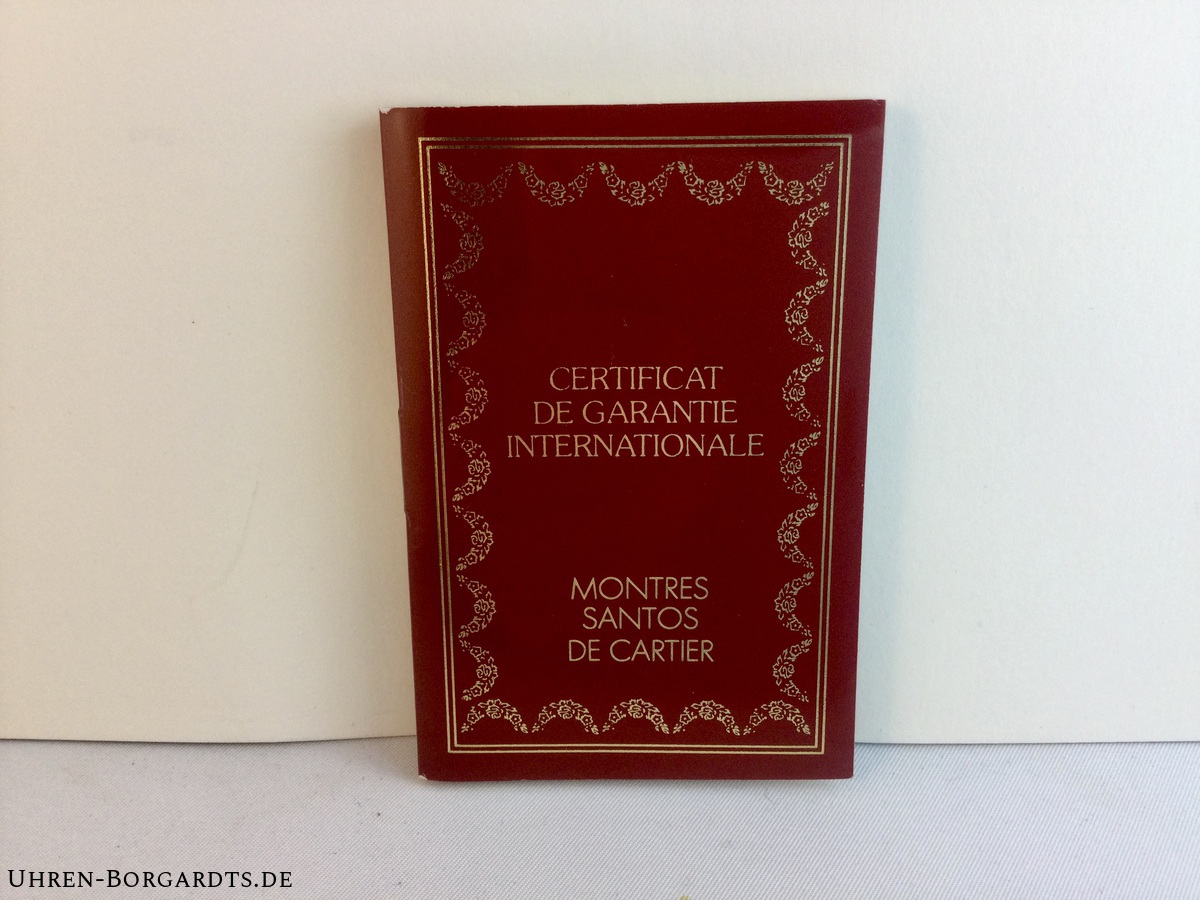 CERTIFICAT
DE GARANTIE
INTERNATIONALE
MONTRES
SANTOS
DE CARTIER
Uhren-Borgardts.de